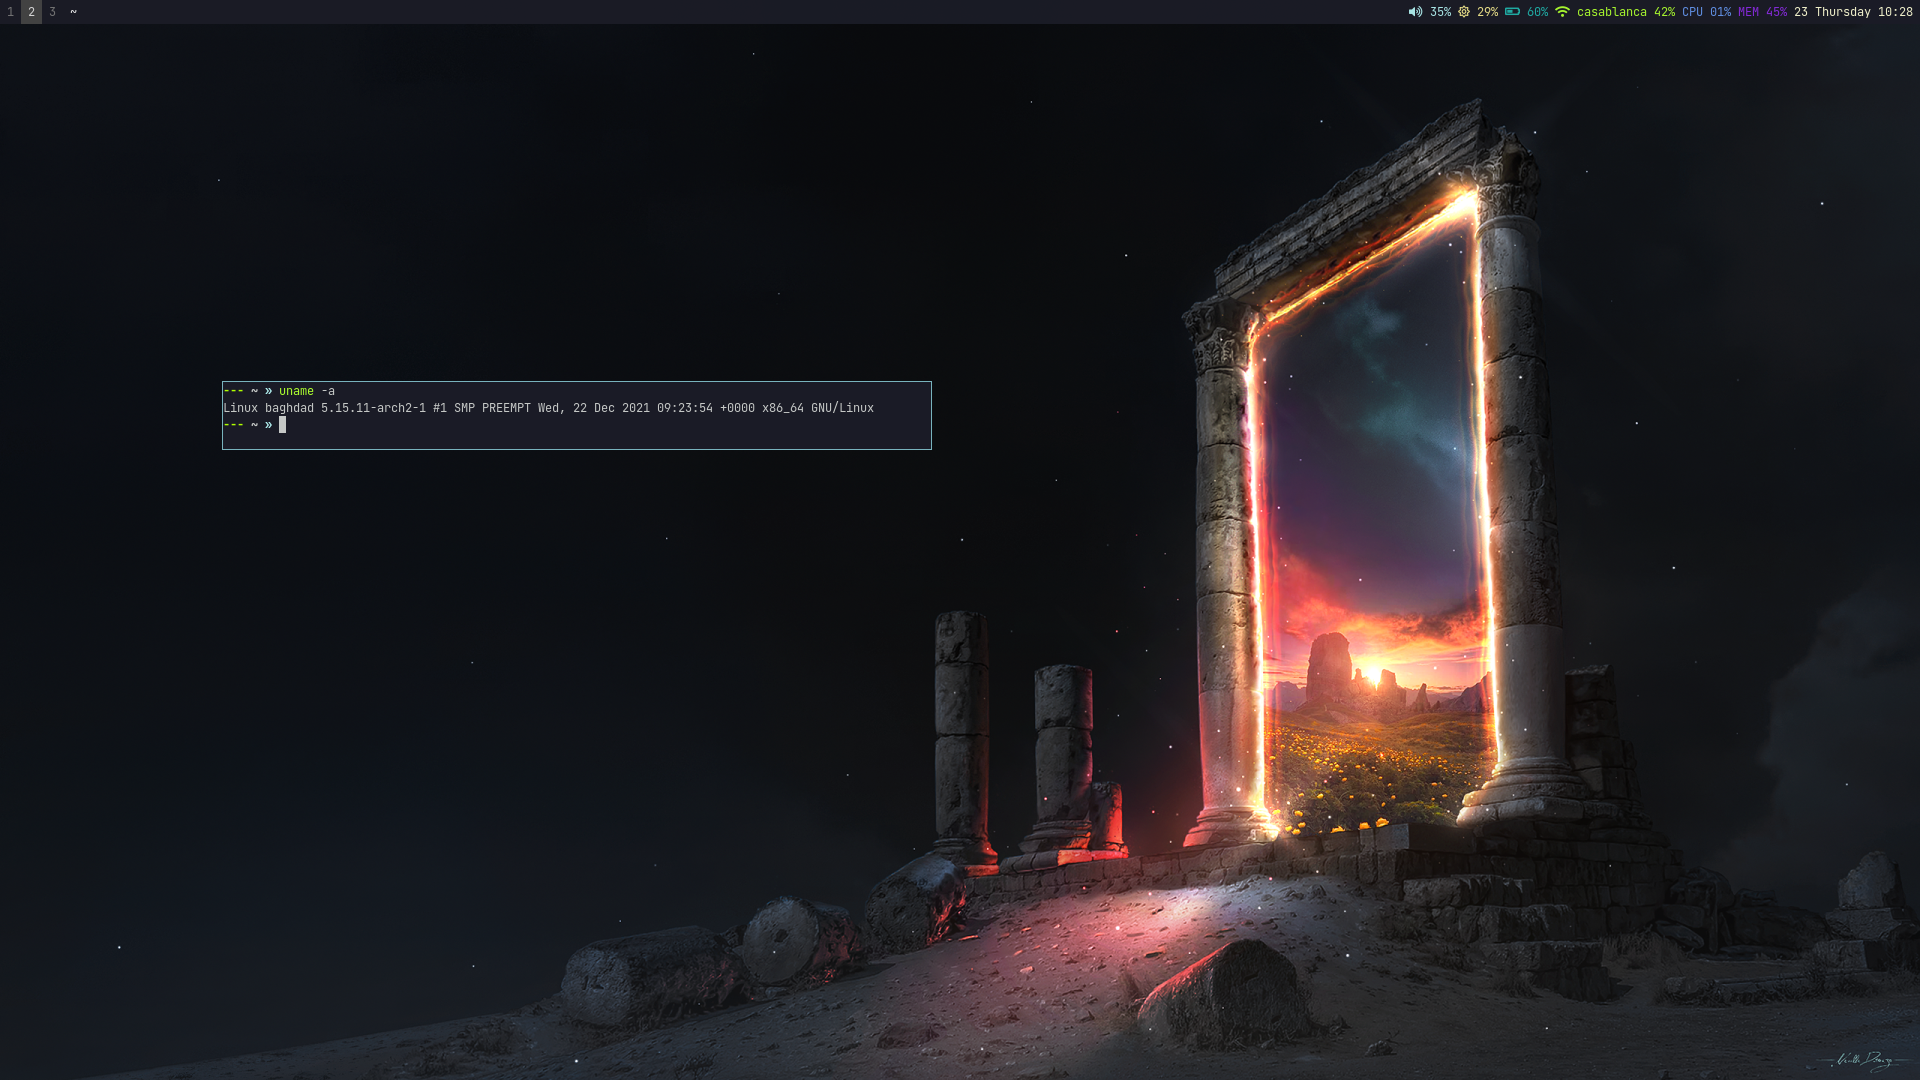 1 2 3 ~
35% 29% 60% casablanca 42% CPU 01% MEM 45% 23 Thursday 10:28
--- ~ » uname -a
Linux baghdad 5.15.11-arch2-1 #1 SMP PREEMPT Wed, 22 Dec 2021 09:23:54 +0000 x86_64 GNU/Linux
--- ~ »